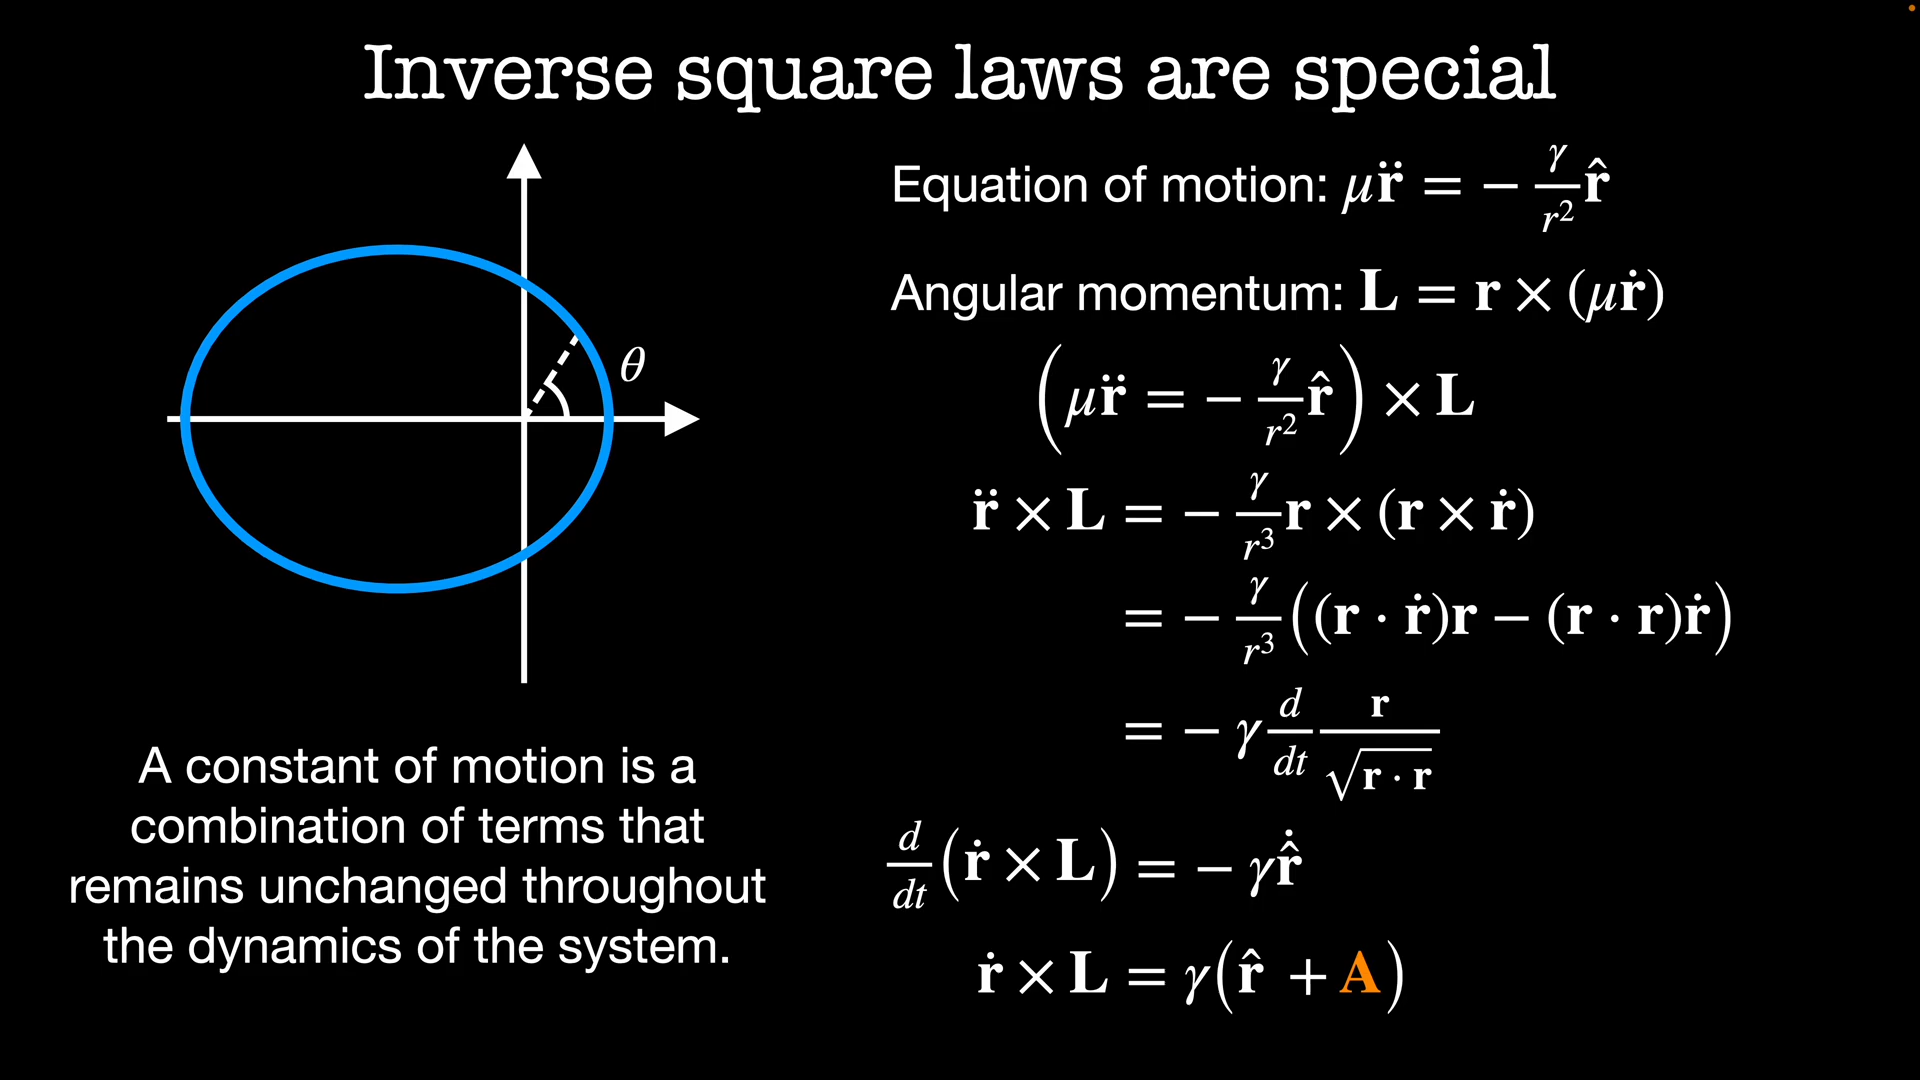 Inverse square laws are special
θ
A constant of motion is a
combination of terms that
remains unchanged throughout
the dynamics of the system.
Equation of motion: μr̈ = − γ/r² r̂
Angular momentum: L = r × (μṙ)
(μr̈ = − γ/r² r̂) × L
r̈ × L = − γ/r³ r × (r × ṙ)
= − γ/r³ ((r · ṙ)r − (r · r)ṙ)
= − γ d/dt r/√(r · r)
d/dt (ṙ × L) = − γr̂̇
ṙ × L = γ(r̂ + A)